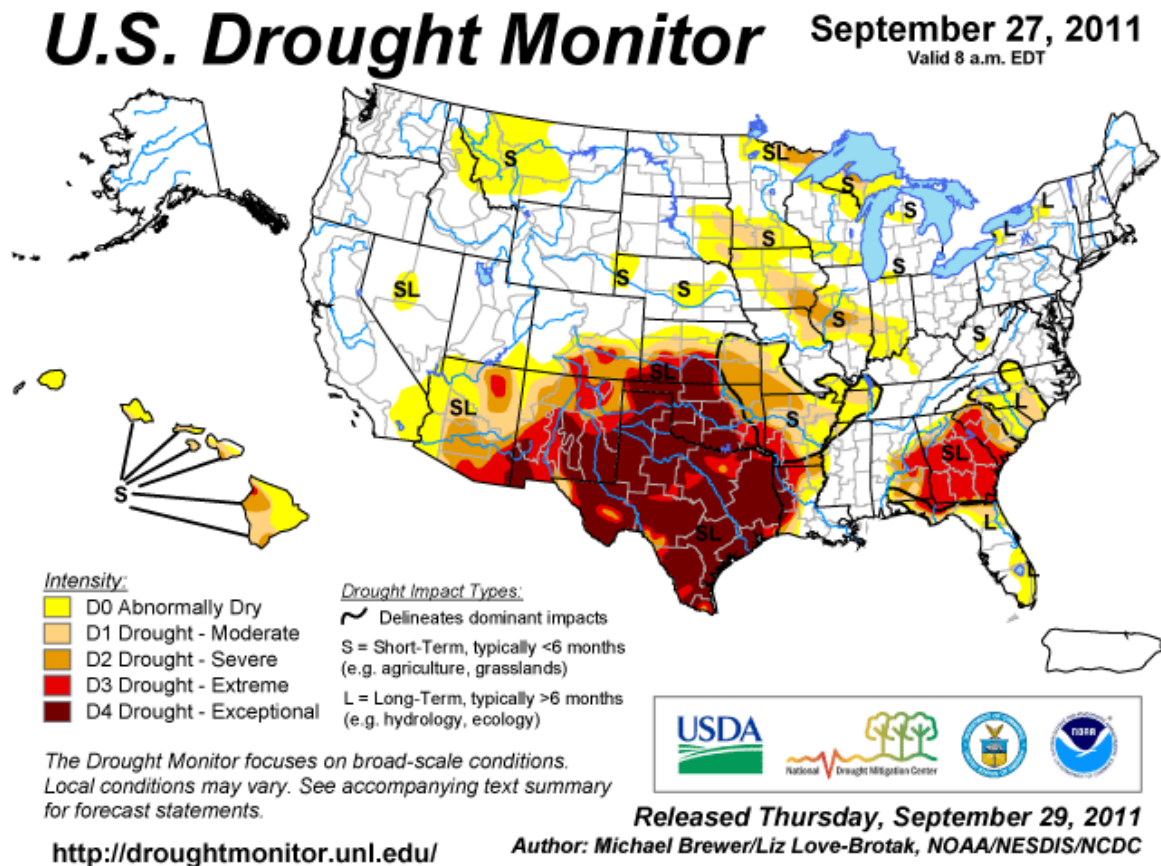 U.S. Drought Monitor
September 27, 2011
Valid 8 a.m. EDT
S
SL
S
S
L
L
S
S
S
SL
S
S
S
SL
SL
S
L
SL
S
SL
L
L
Intensity:
D0 Abnormally Dry
D1 Drought - Moderate
D2 Drought - Severe
D3 Drought - Extreme
D4 Drought - Exceptional
Drought Impact Types:
Delineates dominant impacts
S = Short-Term, typically <6 months
(e.g. agriculture, grasslands)
L = Long-Term, typically >6 months
(e.g. hydrology, ecology)
USDA
National Drought Mitigation Center
NOAA
The Drought Monitor focuses on broad-scale conditions.
Local conditions may vary. See accompanying text summary
for forecast statements.
Released Thursday, September 29, 2011
Author: Michael Brewer/Liz Love-Brotak, NOAA/NESDIS/NCDC
http://droughtmonitor.unl.edu/